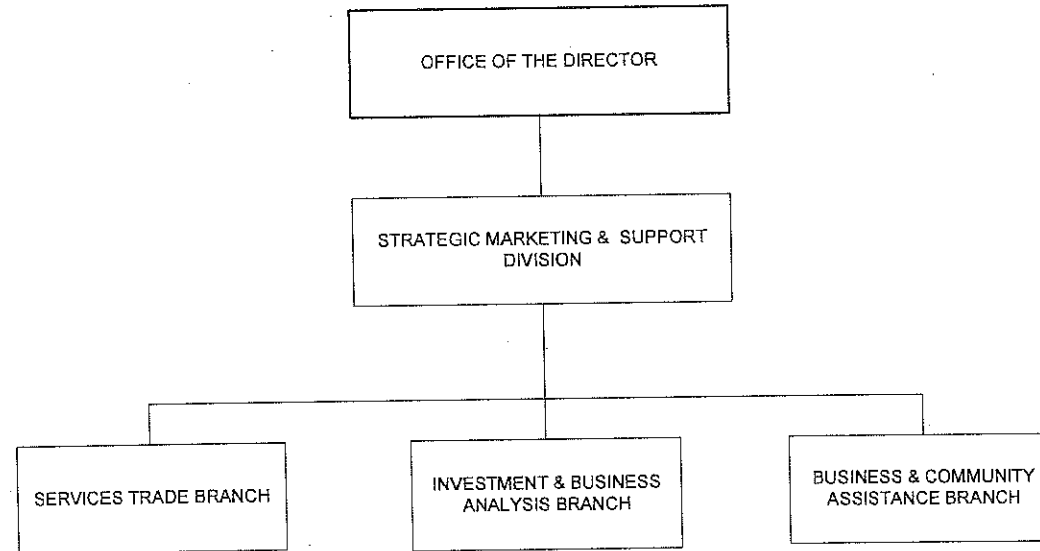 OFFICE OF THE DIRECTOR
STRATEGIC MARKETING & SUPPORT
DIVISION
SERVICES TRADE BRANCH
INVESTMENT & BUSINESS
ANALYSIS BRANCH
BUSINESS & COMMUNITY
ASSISTANCE BRANCH